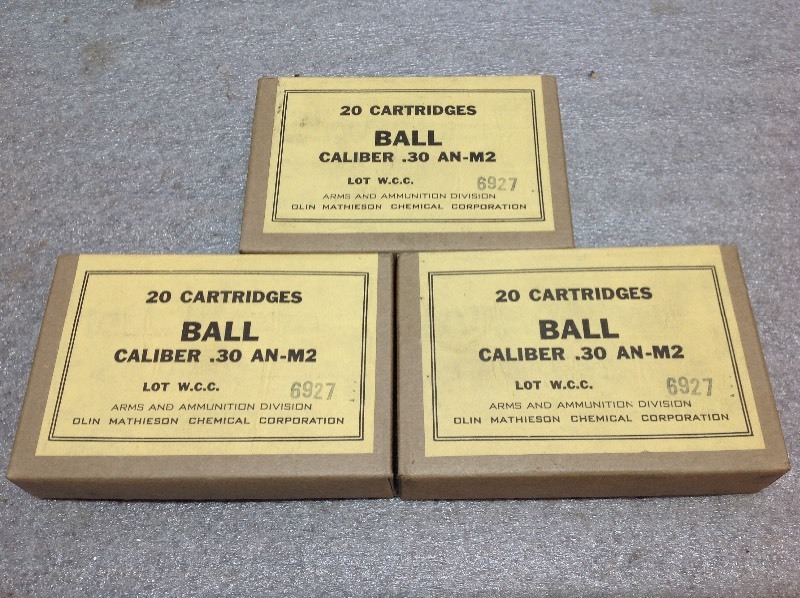 20 CARTRIDGES
BALL
CALIBER .30 AN-M2
LOT W.C.C. 6927
ARMS AND AMMUNITION DIVISION
OLIN MATHIESON CHEMICAL CORPORATION
20 CARTRIDGES
BALL
CALIBER .30 AN-M2
LOT W.C.C. 6927
ARMS AND AMMUNITION DIVISION
OLIN MATHIESON CHEMICAL CORPORATION
20 CARTRIDGES
BALL
CALIBER .30 AN-M2
LOT W.C.C. 6927
ARMS AND AMMUNITION DIVISION
OLIN MATHIESON CHEMICAL CORPORATION